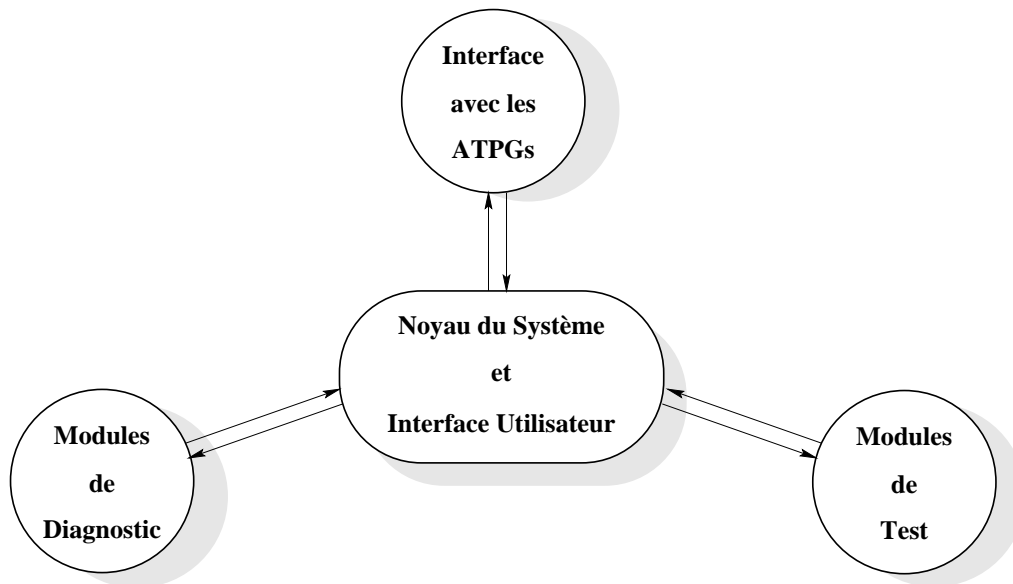 Interface
avec les
ATPGs
Noyau du Système
et
Interface Utilisateur
Modules
de
Diagnostic
Modules
de
Test